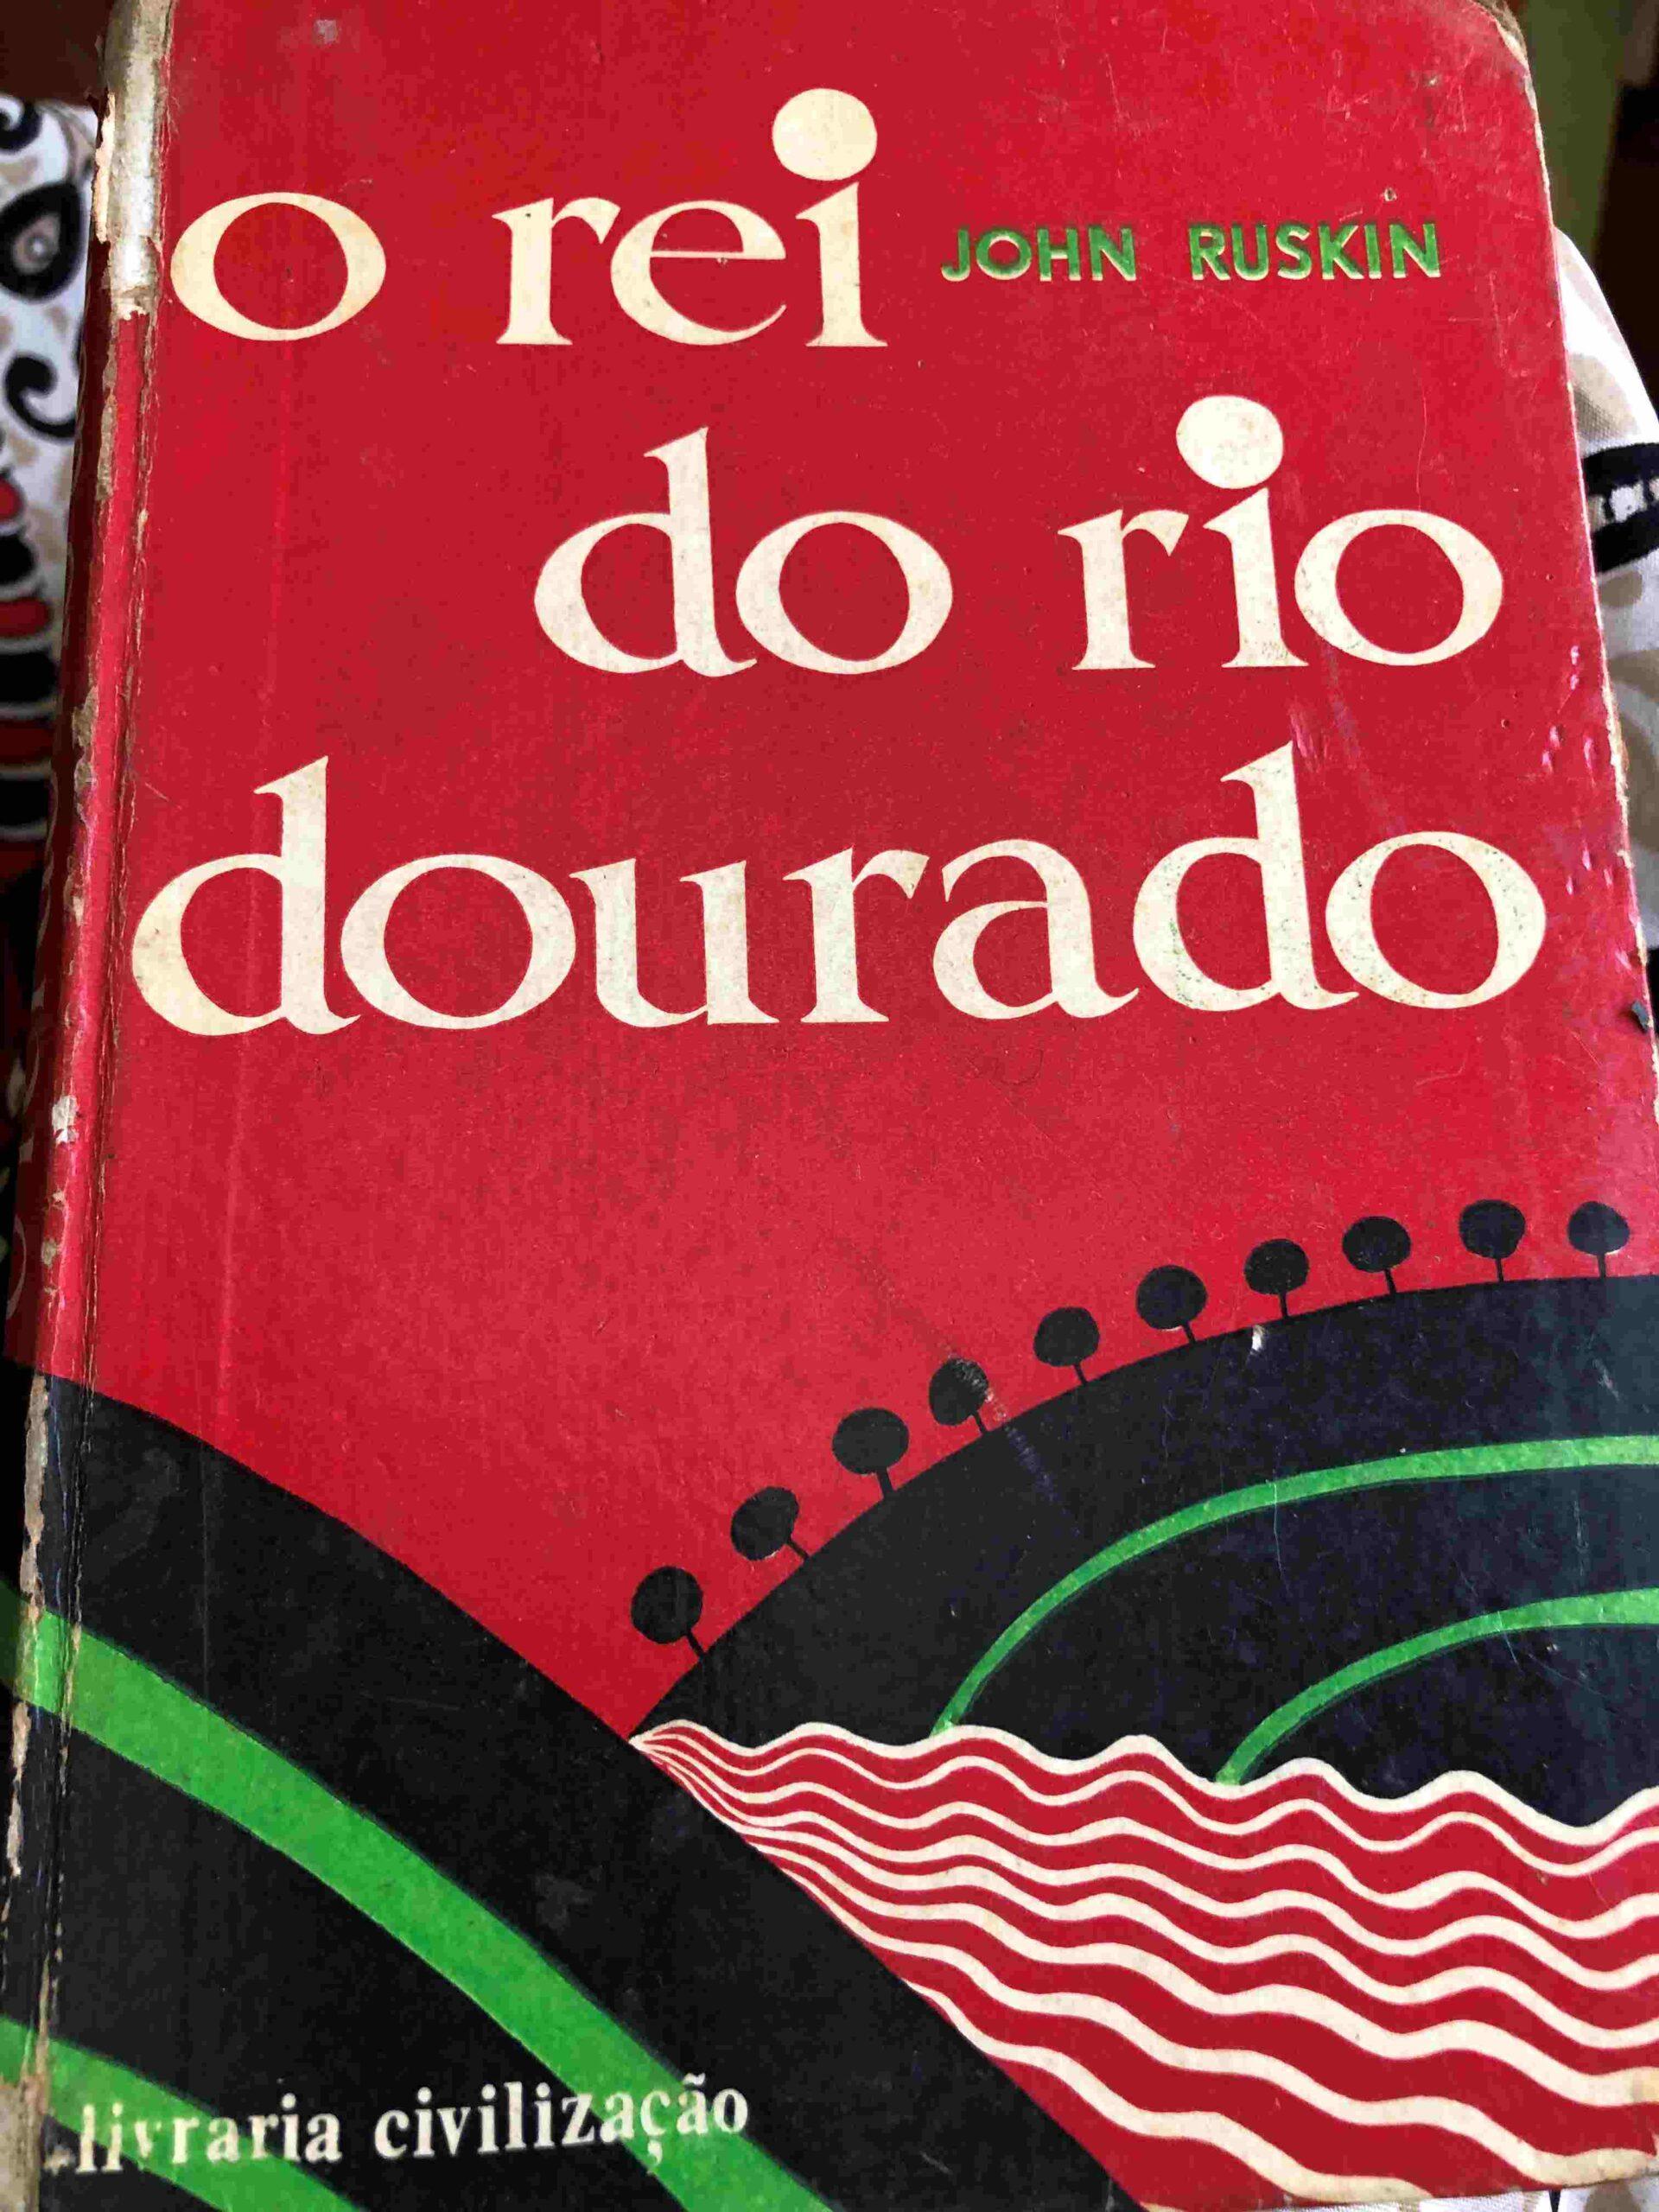 o rei JOHN RUSKIN
do rio
dourado
livraria civilização